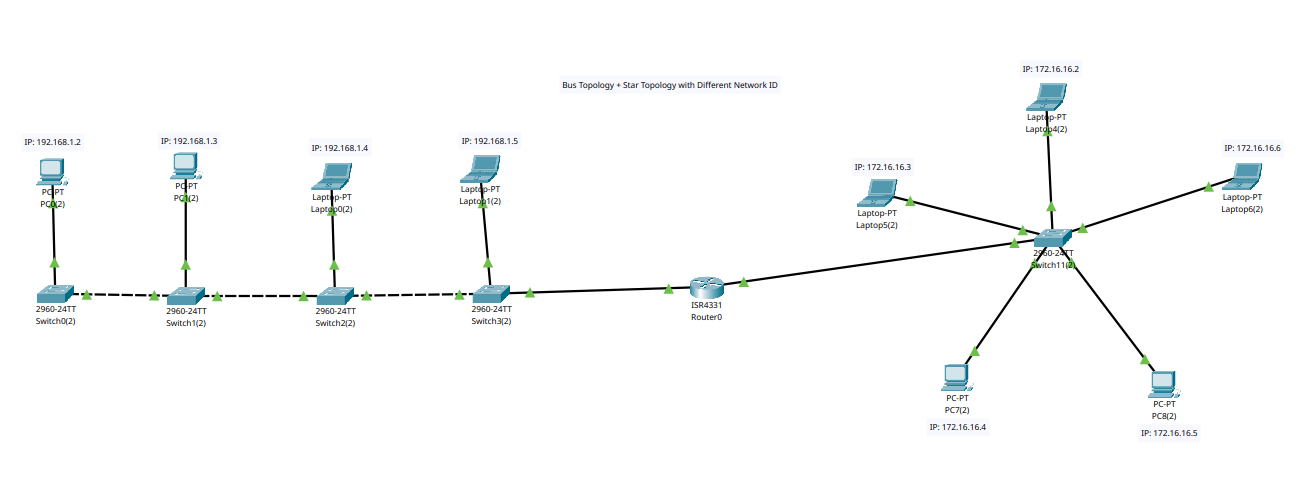 Bus Topology + Star Topology with Different Network ID
IP: 192.168.1.2
PC-PT
PC0(2)
IP: 192.168.1.3
PC-PT
PC1(2)
IP: 192.168.1.4
Laptop-PT
Laptop0(2)
IP: 192.168.1.5
Laptop-PT
Laptop1(2)
2960-24TT
Switch0(2)
2960-24TT
Switch1(2)
2960-24TT
Switch2(2)
2960-24TT
Switch3(2)
ISR4331
Router0
IP: 172.16.16.2
Laptop-PT
Laptop4(2)
IP: 172.16.16.3
Laptop-PT
Laptop5(2)
IP: 172.16.16.6
Laptop-PT
Laptop6(2)
2960-24TT
Switch11(2)
PC-PT
PC7(2)
IP: 172.16.16.4
PC-PT
PC8(2)
IP: 172.16.16.5